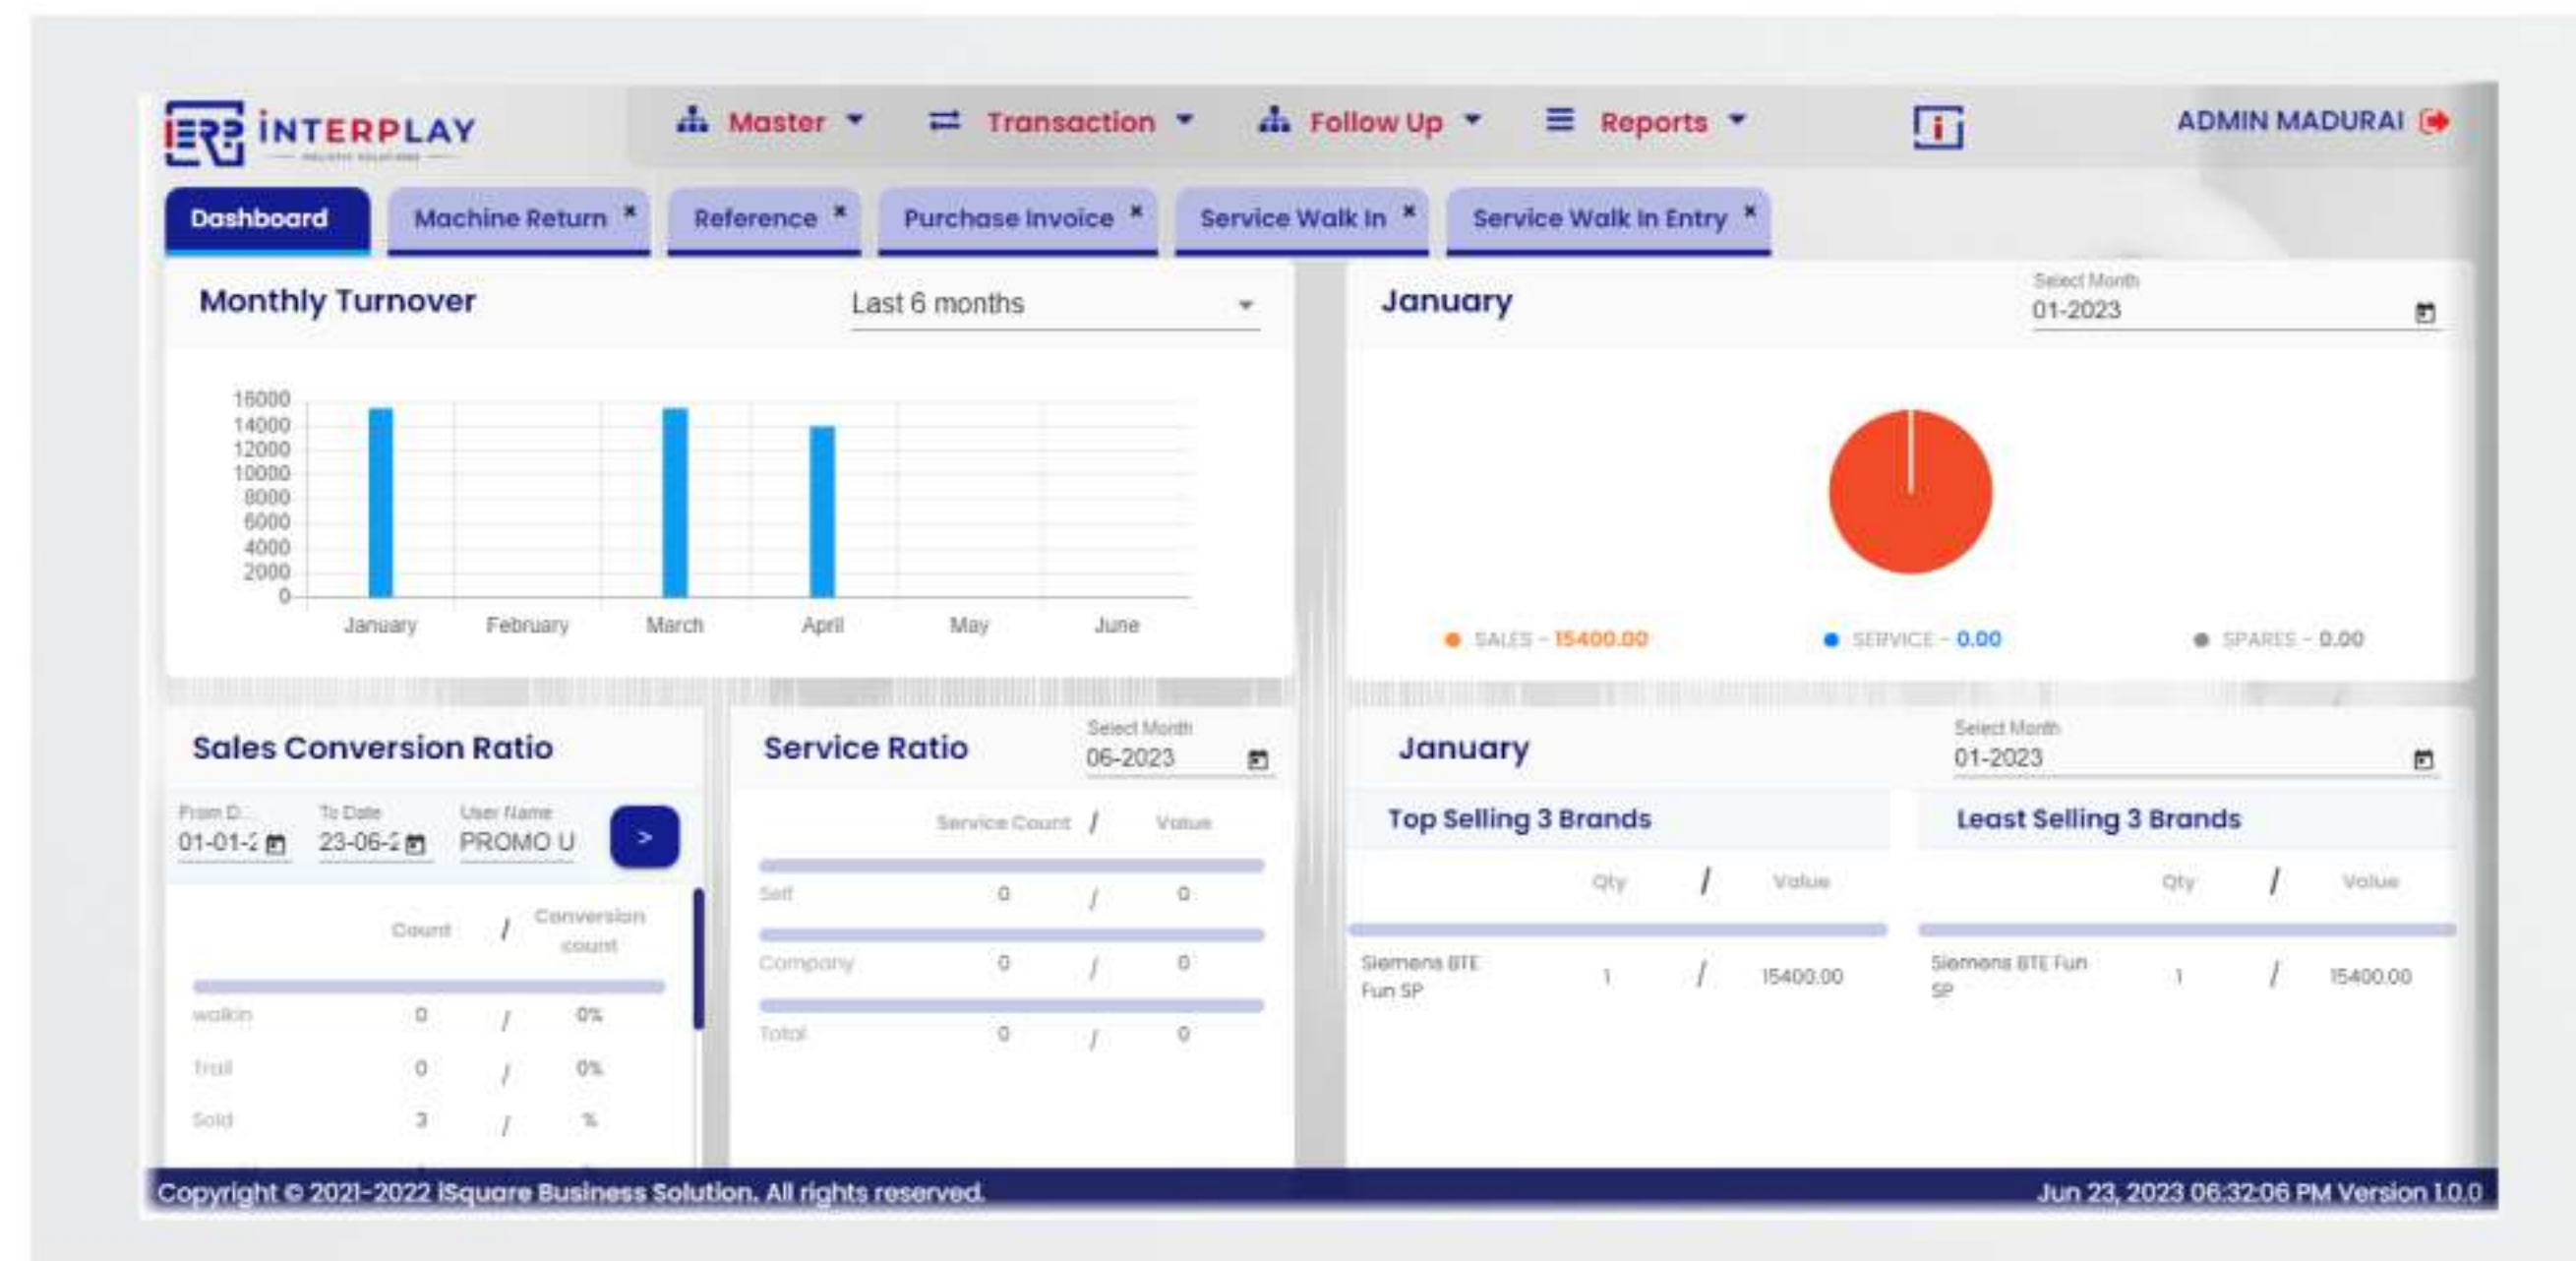 INTERPLAY
Master
Transaction
Follow Up
Reports
ADMIN MADURAI
Dashboard
Machine Return
Reference
Purchase Invoice
Service Walk In
Service Walk In Entry
Monthly Turnover
Last 6 months
16000
14000
12000
10000
8000
6000
4000
2000
0
January February March April May June
January
Select Month
01-2023
SALES - 15400.00
SERVICE - 0.00
SPARES - 0.00
Sales Conversion Ratio
From D...
01-01-2
To Date
23-06-2
User Name
PROMO U
>
Count / Conversion count
walkin 0 / 0%
Trail 0 / 0%
Sold 3 / %
Service Ratio
Select Month
06-2023
Service Count / Value
Self 0 / 0
Company 0 / 0
Total 0 / 0
January
Select Month
01-2023
Top Selling 3 Brands
Qty / Value
Siemens BTE
Fun SP 1 / 15400.00
Least Selling 3 Brands
Qty / Value
Siemens BTE Fun
SP 1 / 15400.00
Copyright © 2021-2022 iSquare Business Solution. All rights reserved.
Jun 23, 2023 06:32:06 PM Version 1.0.0